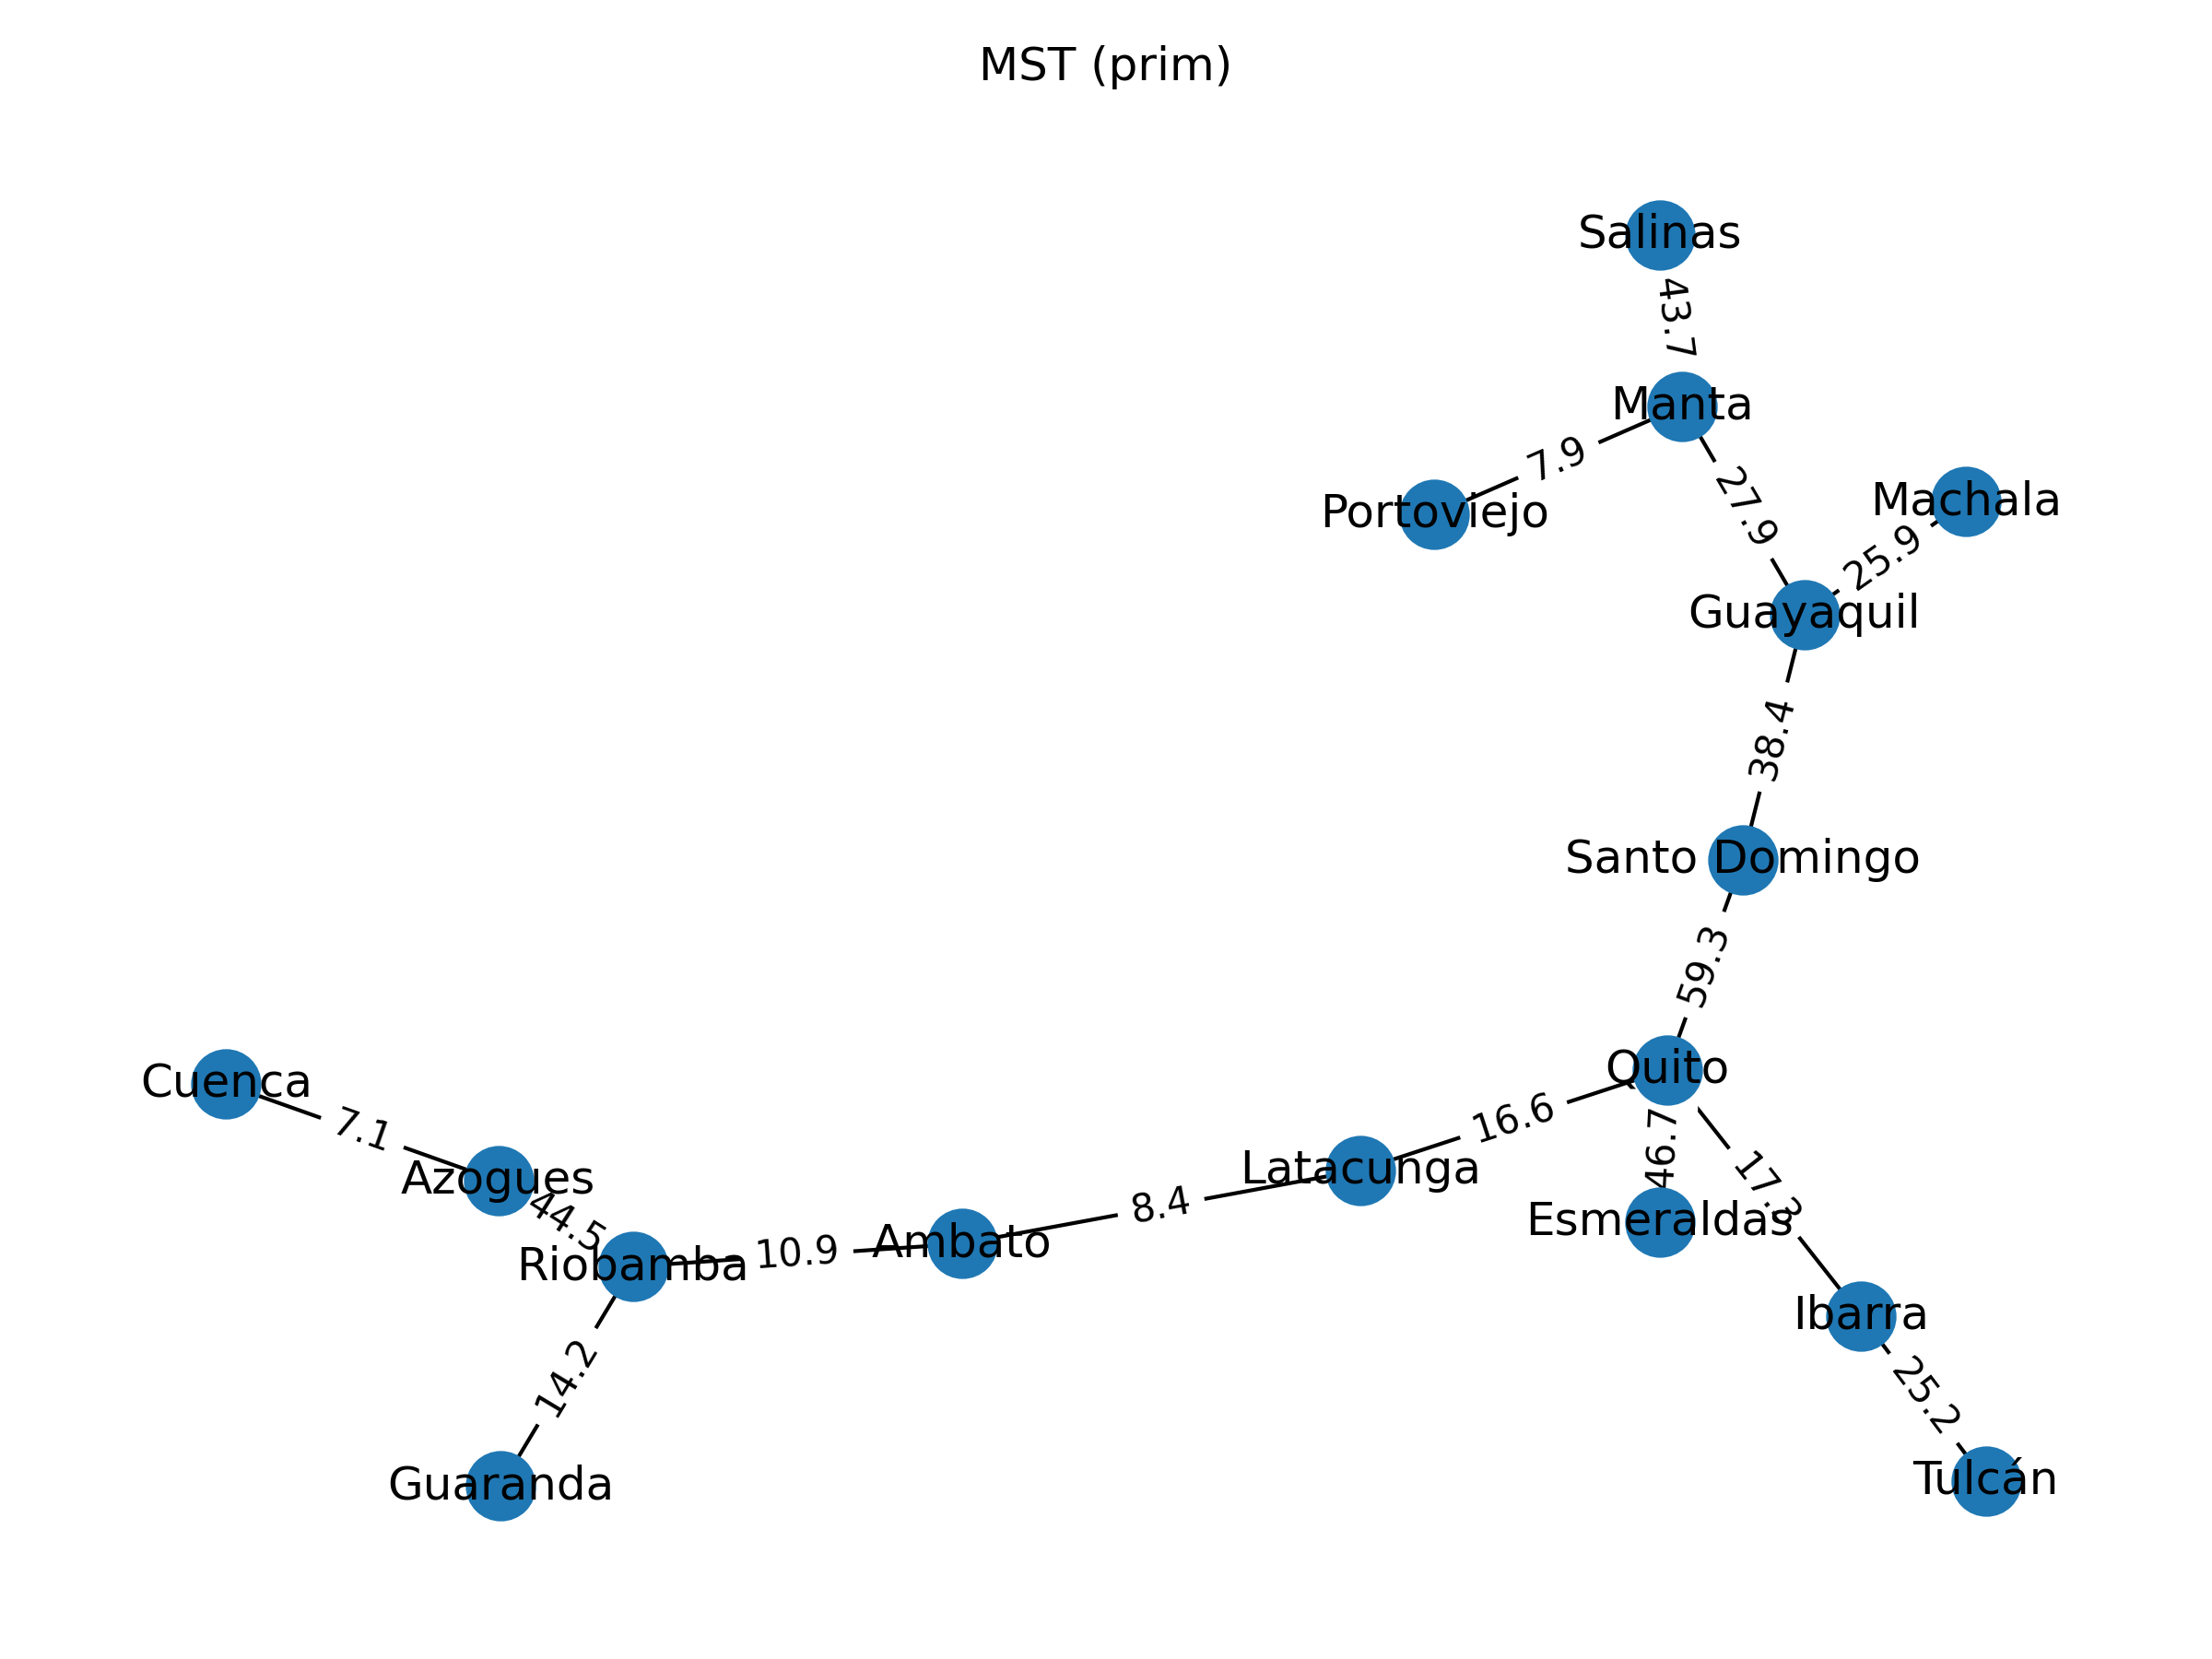 MST (prim)
Salinas
43.7
Manta
7.9
Portoviejo
27.9
Machala
25.9
Guayaquil
38.4
Santo Domingo
59.3
Quito
Cuenca
7.1
16.6
46.7
17.3
Azogues
Latacunga
44.5
8.4
Esmeraldas
Riobamba
10.9
Ambato
Ibarra
14.2
25.2
Guaranda
Tulcán